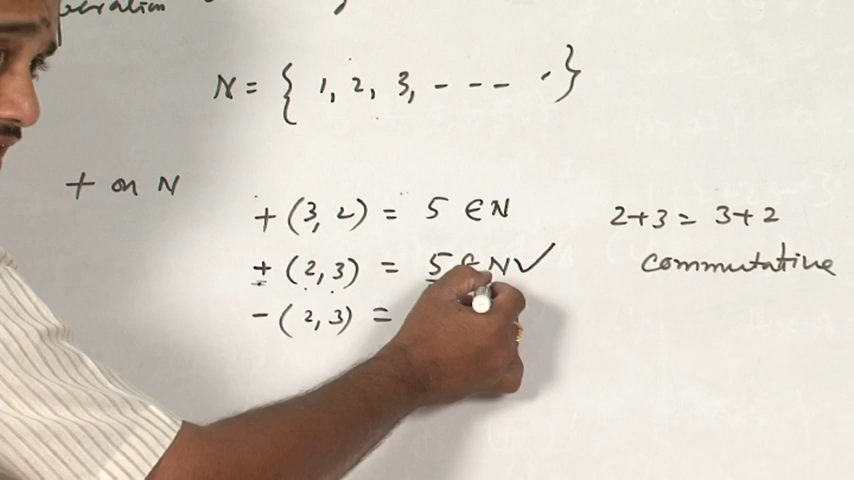 N = { 1, 2, 3, - - - - . }
+ on N
+ (3, 2) = 5 ∈ N
+ (2, 3) = 5 ∈ N ✓
- (2, 3) =
2+3 = 3+2
Commutative